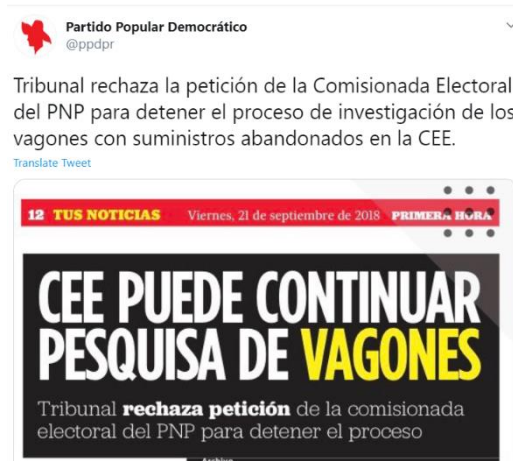 Partido Popular Democrático
@ppdpr
Tribunal rechaza la petición de la Comisionada Electoral
del PNP para detener el proceso de investigación de los
vagones con suministros abandonados en la CEE.
Translate Tweet
12 TUS NOTICIAS Viernes, 21 de septiembre de 2018 PRIMERA HORA
CEE PUEDE CONTINUAR
PESQUISA DE VAGONES
Tribunal rechaza petición de la comisionada
electoral del PNP para detener el proceso
Archivo